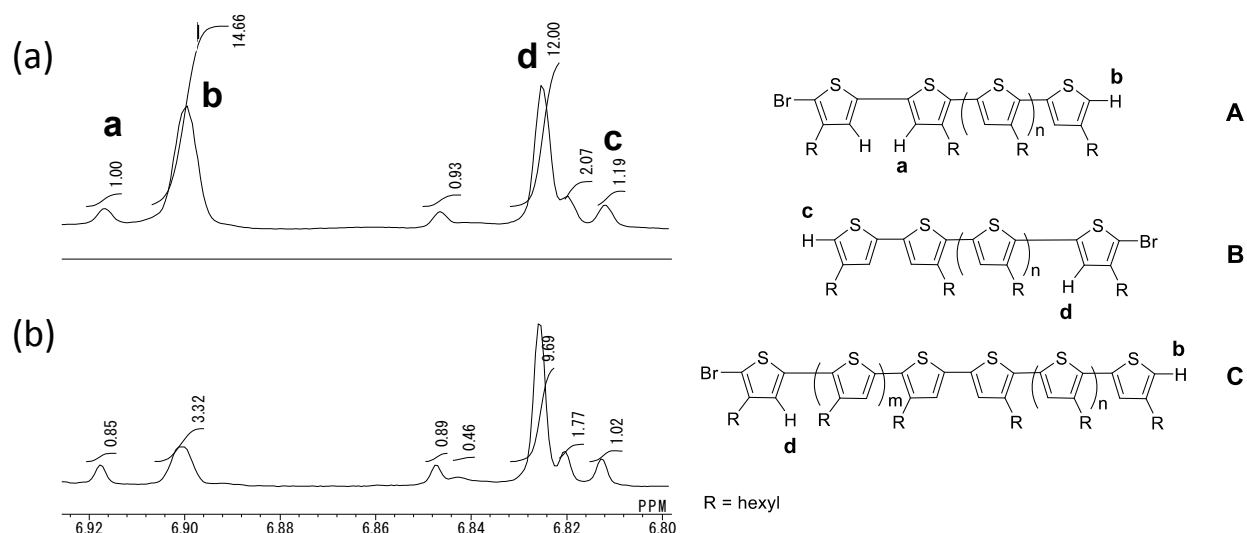 (a)
a
1.00
b
14.66
0.93
d
12.00
2.07
c
1.19
(b)
0.85
3.32
0.89
0.46
9.69
1.77
1.02
PPM
6.92 6.90 6.88 6.86 6.84 6.82 6.80
b
S S S S
Br H
n
R H H R R R
a
A
c
S S S S
H Br
n
R R R H R
d
B
b
S S S S S S
Br H
m n
R H R R R R R
d
C
R = hexyl